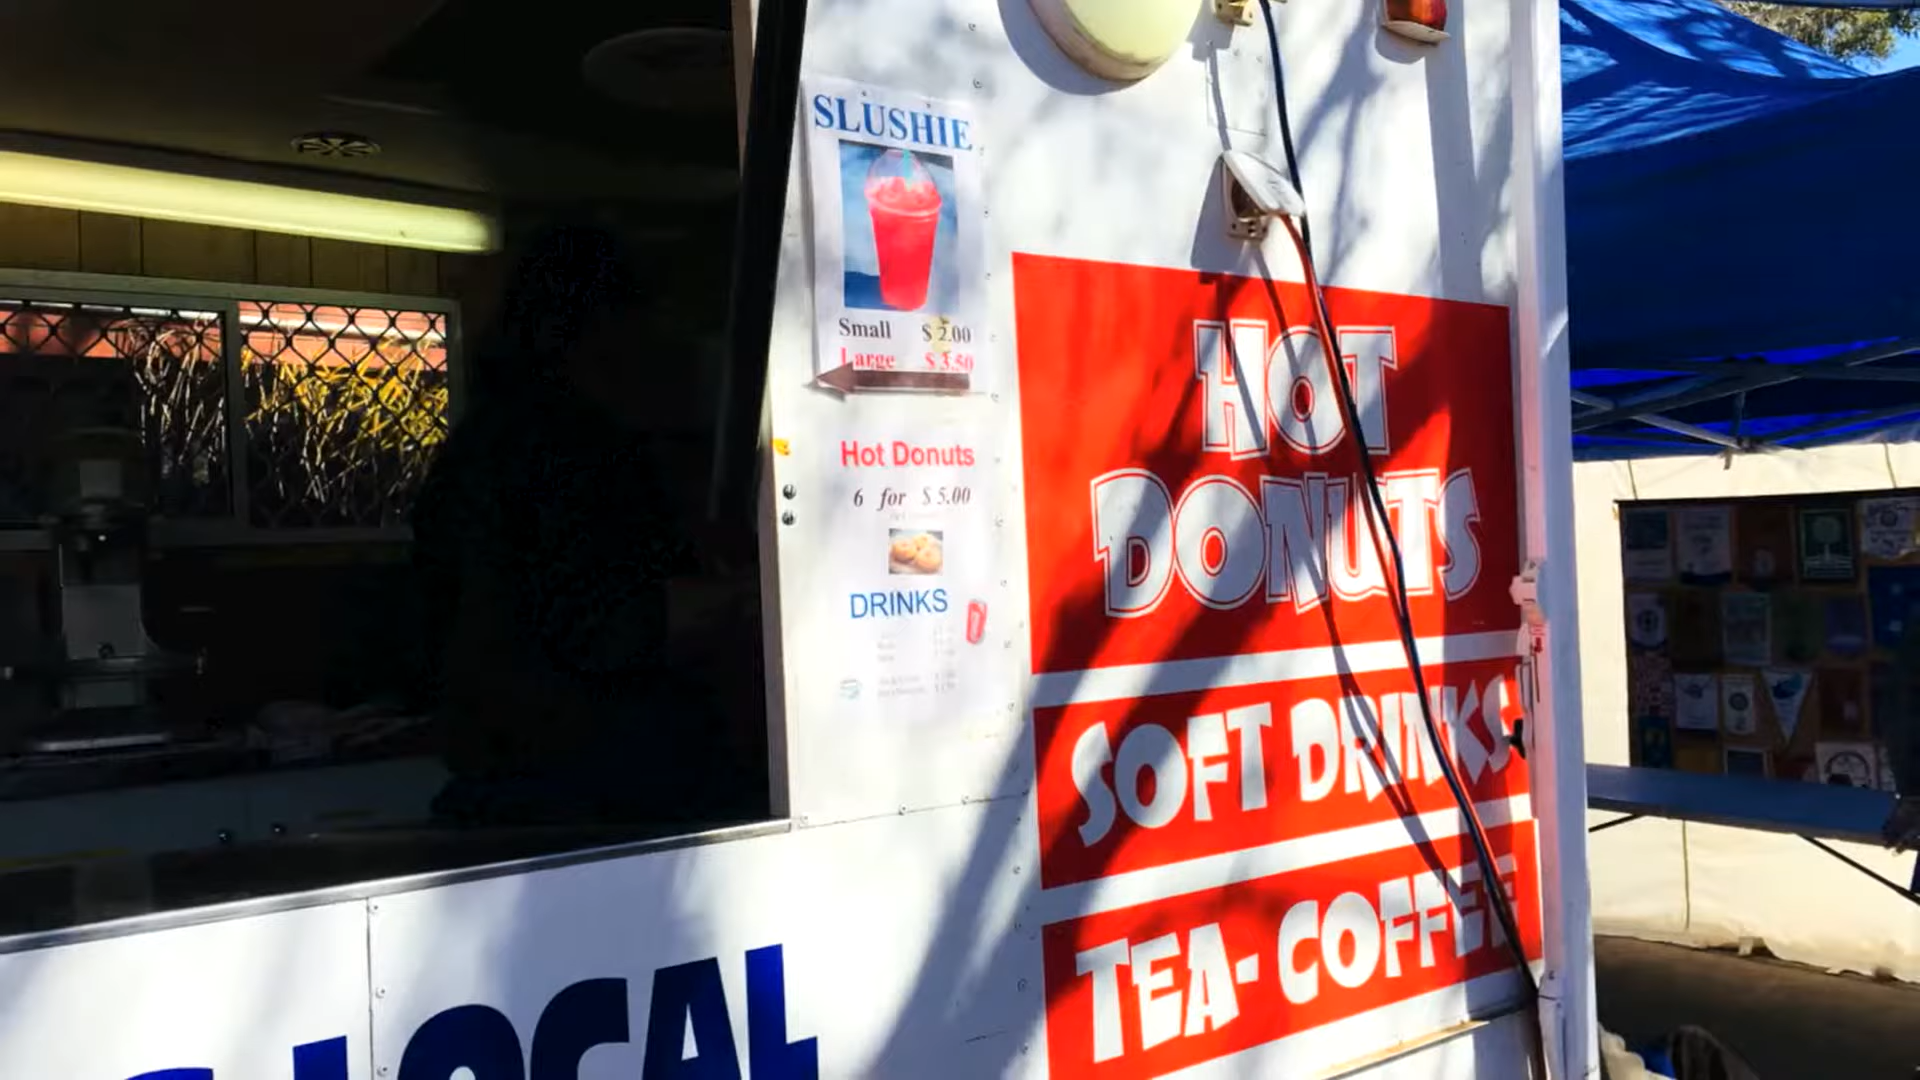 SLUSHIE
Small $ 2.00
Large $ 3.50
Hot Donuts
6 for $ 5.00
DRINKS
HOT
DONUTS
SOFT DRINKS
TEA-COFFEE
LOCAL